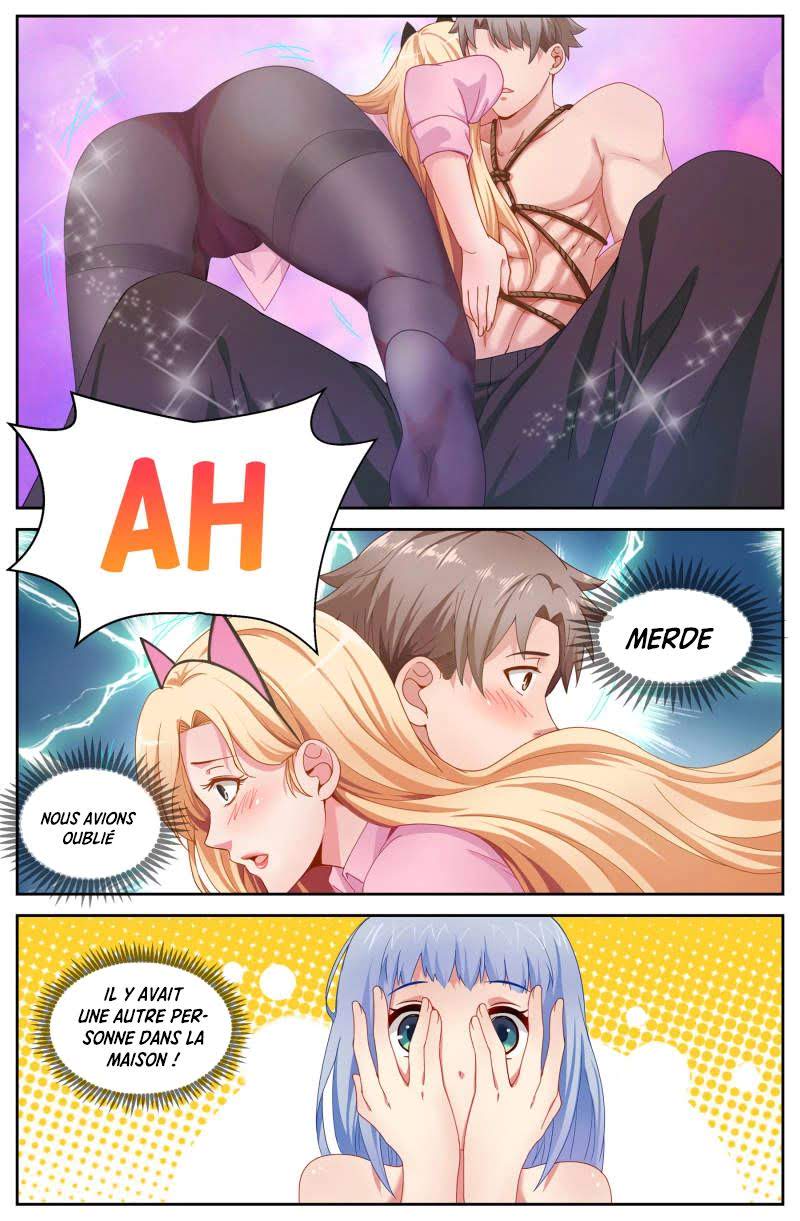 AH
MERDE
NOUS AVIONS
OUBLIÉ
IL Y AVAIT
UNE AUTRE PER-
SONNE DANS LA
MAISON !